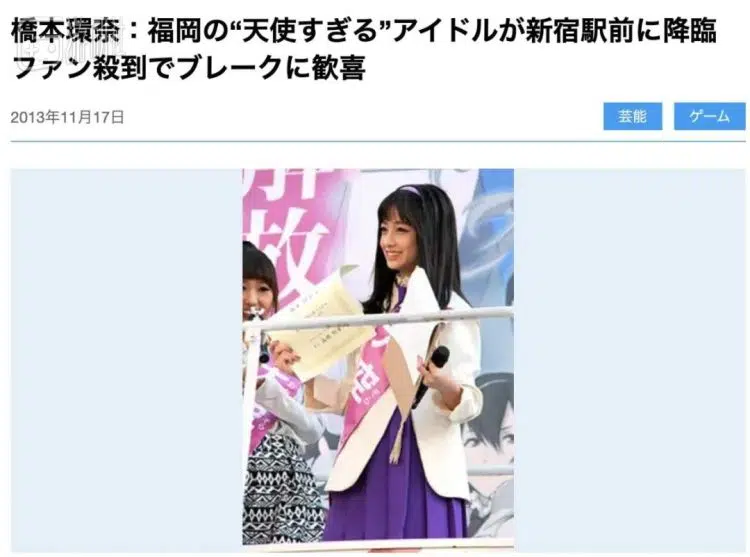 橋本環奈：福岡の“天使すぎる”アイドルが新宿駅前に降臨
ファン殺到でブレークに歓喜
2013年11月17日
芸能
ゲーム
解放